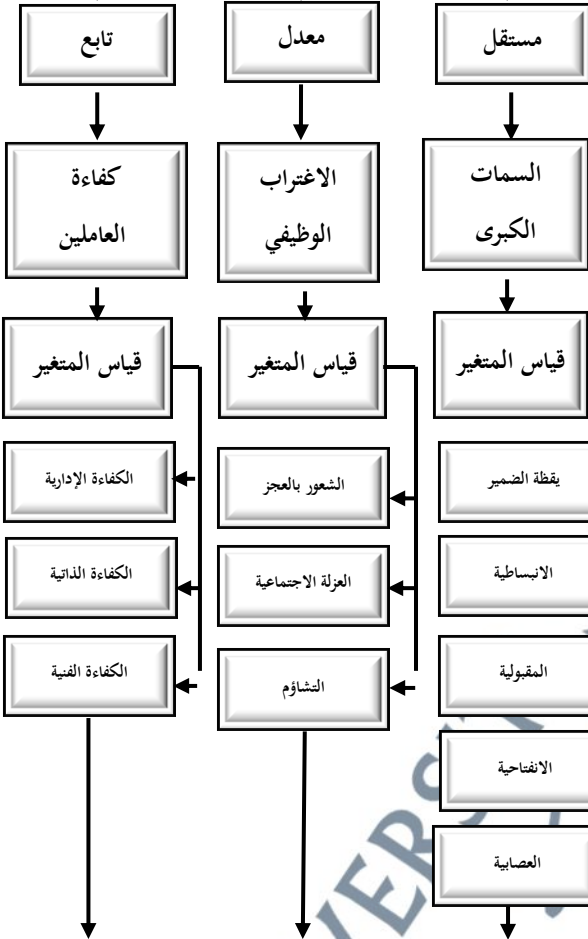 مستقل
معدل
تابع
السمات
الكبرى
الاغتراب
الوظيفي
كفاءة
العاملين
قياس المتغير
قياس المتغير
قياس المتغير
يقظة الضمير
الانبساطية
المقبولية
الانفتاحية
العصابية
الشعور بالعجز
العزلة الاجتماعية
التشاؤم
الكفاءة الإدارية
الكفاءة الذاتية
الكفاءة الفنية
VERSIT